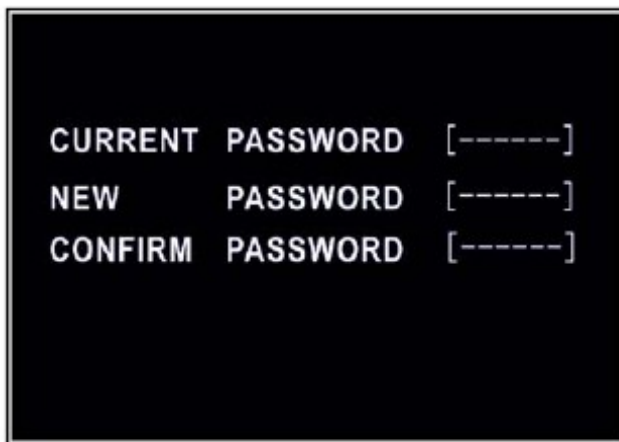 CURRENT PASSWORD [------]
NEW PASSWORD [------]
CONFIRM PASSWORD [------]